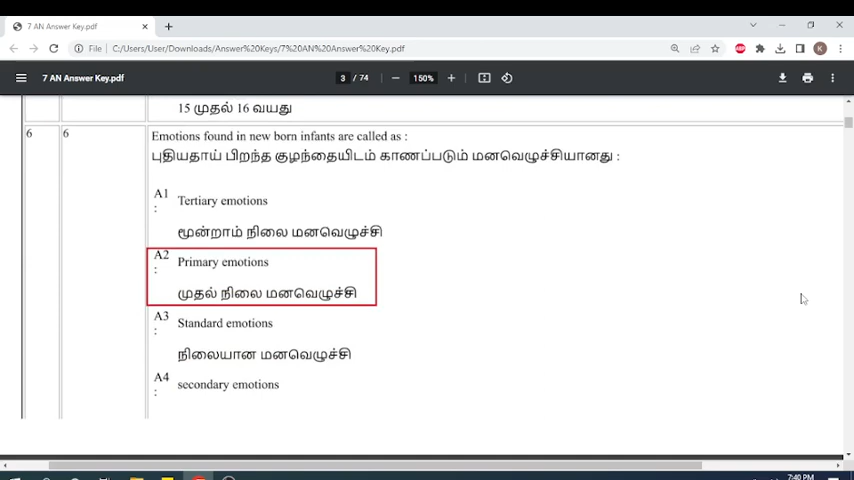 7 AN Answer Key.pdf
File C:/Users/User/Downloads/Answer%20Keys/7%20AN%20Answer%20Key.pdf
ABP
K
7 AN Answer Key.pdf
3 / 74
150%
15 முதல் 16 வயது
6 6 Emotions found in new born infants are called as :
புதியதாய் பிறந்த குழந்தையிடம் காணப்படும் மனவெழுச்சியானது :
A1 : Tertiary emotions
மூன்றாம் நிலை மனவெழுச்சி
A2 : Primary emotions
முதல் நிலை மனவெழுச்சி
A3 : Standard emotions
நிலையான மனவெழுச்சி
A4 : secondary emotions
7:40 PM